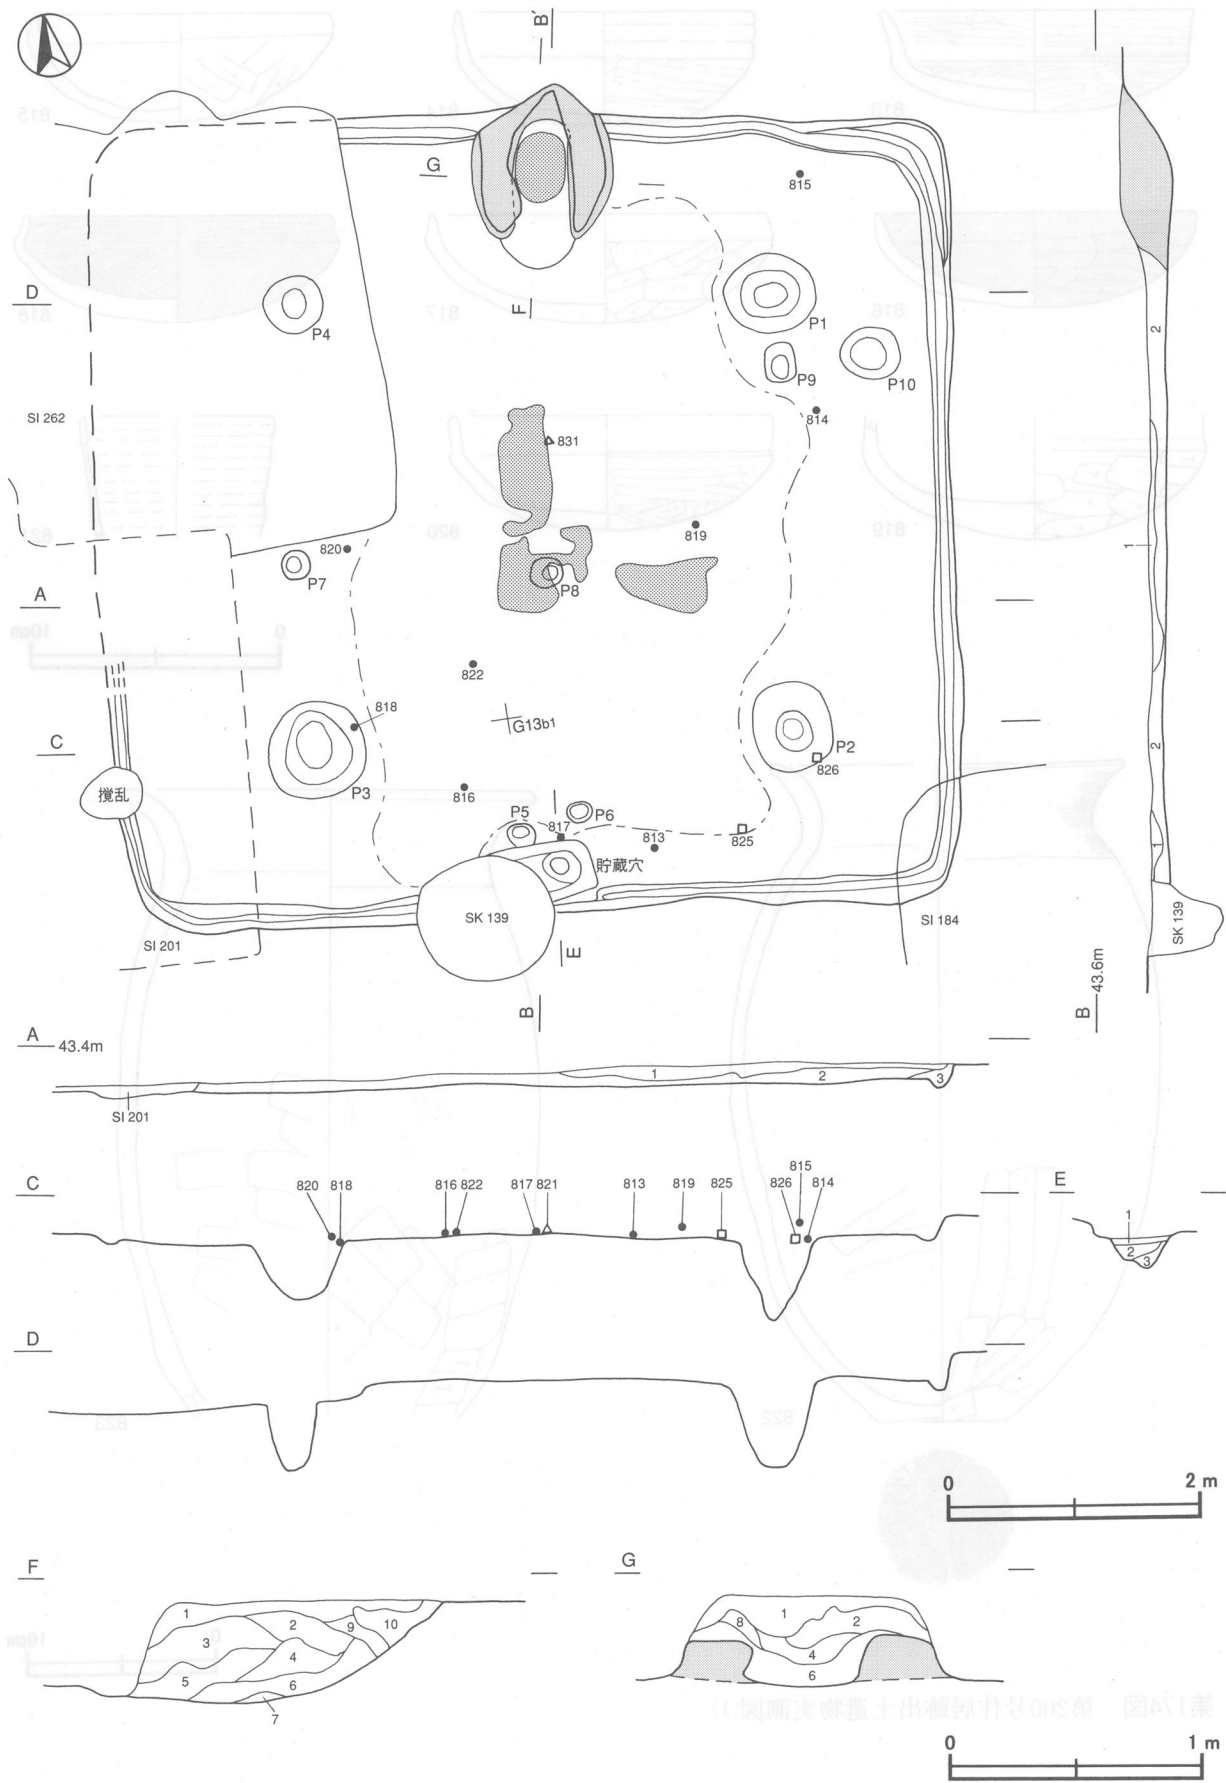 B'
G
815
D
P4
P1
F
P9
P10
814
SI 262
831
819
820
P7
P8
A
822
818
G13b1
C
P2
826
攪乱
P3
816
P5
P6
817
813
825
貯蔵穴
SK 139
SI 184
SI 201
E
B
2
1
2
1
SK 139
B 43.6m
A 43.4m
1
2
3
SI 201
C
820
818
816
822
817
821
813
819
825
826
815
814
E
1
2
3
D
0
2 m
F
1
2
3
4
5
6
7
9
10
G
1
2
8
4
6
0
1 m